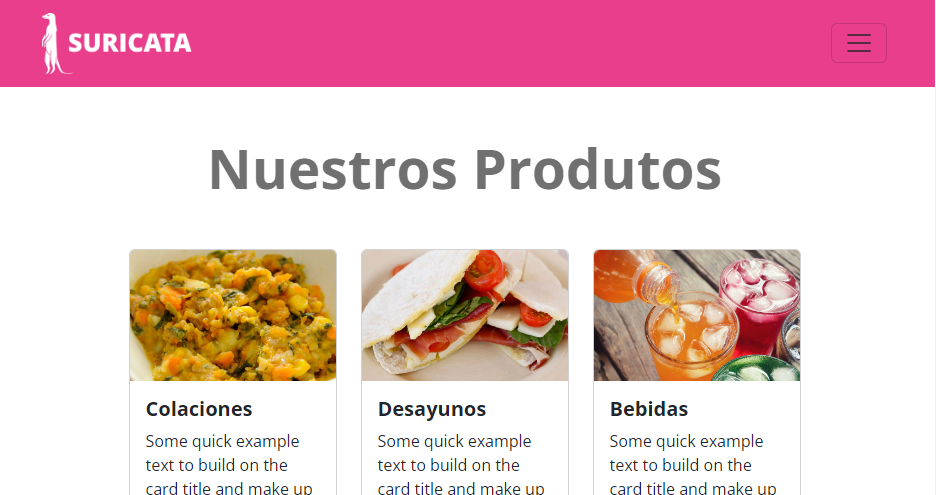 SURICATA
Nuestros Produtos
Colaciones
Some quick example
text to build on the
card title and make up
Desayunos
Some quick example
text to build on the
card title and make up
Bebidas
Some quick example
text to build on the
card title and make up